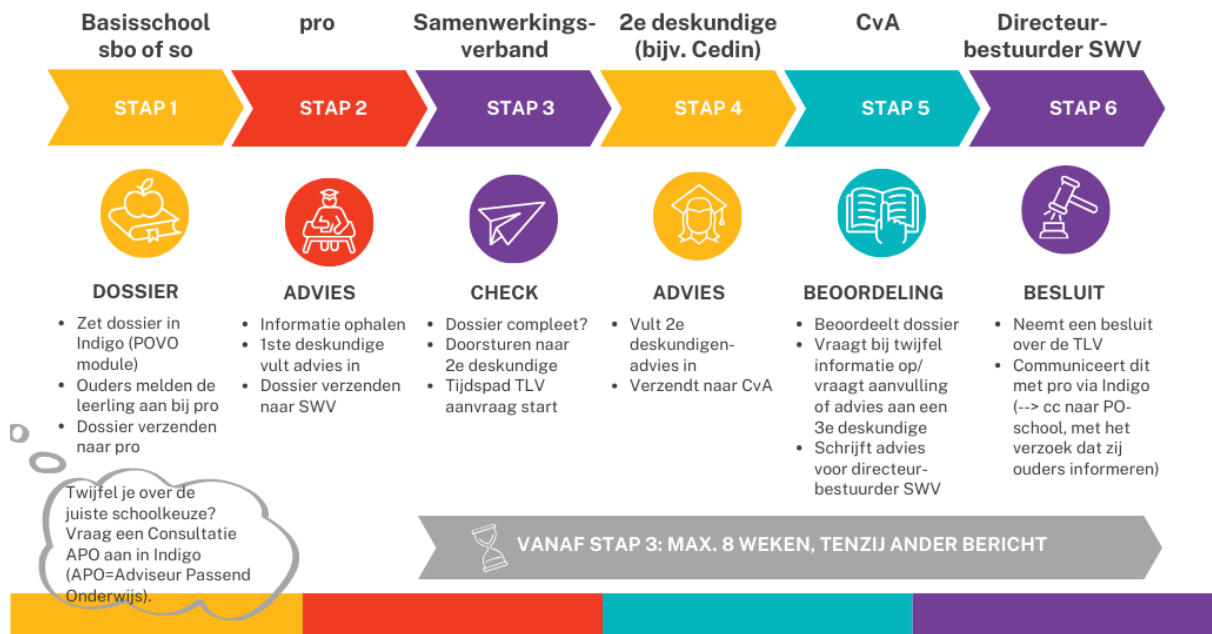 Basisschool
sbo of so
pro
Samenwerkings-
verband
2e deskundige
(bijv. Cedin)
CvA
Directeur-
bestuurder SWV
STAP 1
STAP 2
STAP 3
STAP 4
STAP 5
STAP 6
DOSSIER
• Zet dossier in
Indigo (POVO
module)
• Ouders melden de
leerling aan bij pro
• Dossier verzenden
naar pro
ADVIES
• Informatie ophalen
• 1ste deskundige
vult advies in
• Dossier verzenden
naar SWV
CHECK
• Dossier compleet?
• Doorsturen naar
2e deskundige
• Tijdspad TLV
aanvraag start
ADVIES
• Vult 2e
deskundigen-
advies in
• Verzendt naar CvA
BEOORDELING
• Beoordeelt dossier
• Vraagt bij twijfel
informatie op/
vraagt aanvulling
of advies aan een
3e deskundige
• Schrijft advies
voor directeur-
bestuurder SWV
BESLUIT
• Neemt een besluit
over de TLV
• Communiceert dit
met pro via Indigo
(--> cc naar PO-
school, met het
verzoek dat zij
ouders informeren)
Twijfel je over de
juiste schoolkeuze?
Vraag een Consultatie
APO aan in Indigo
(APO=Adviseur Passend
Onderwijs).
VANAF STAP 3: MAX. 8 WEKEN, TENZIJ ANDER BERICHT